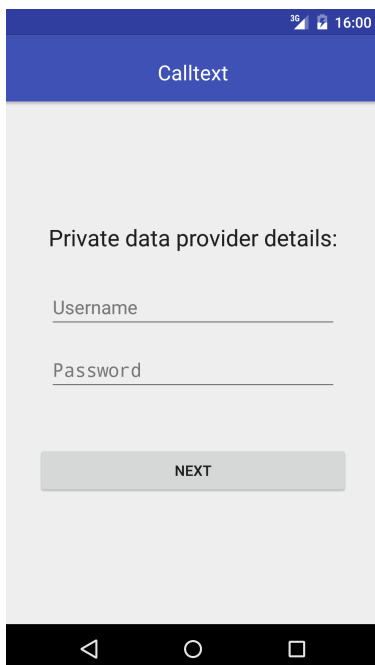 3G 16:00
Calltext
Private data provider details:
Username
Password
NEXT